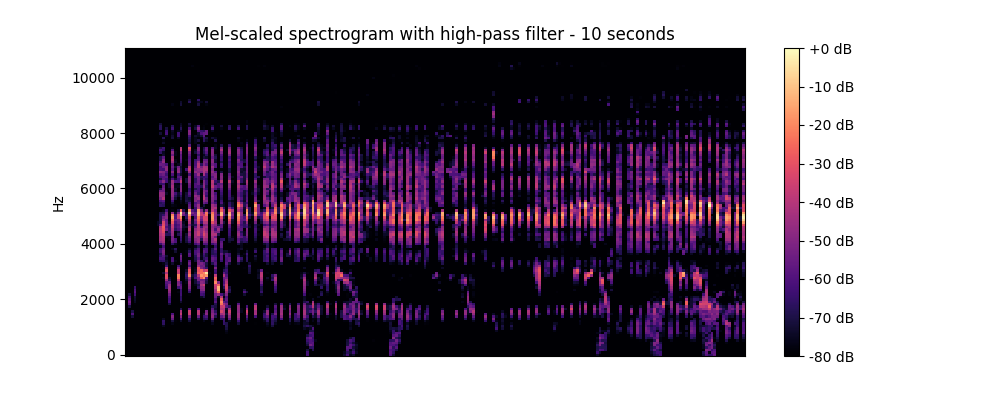 Mel-scaled spectrogram with high-pass filter - 10 seconds
Hz
10000
8000
6000
4000
2000
0
+0 dB
-10 dB
-20 dB
-30 dB
-40 dB
-50 dB
-60 dB
-70 dB
-80 dB